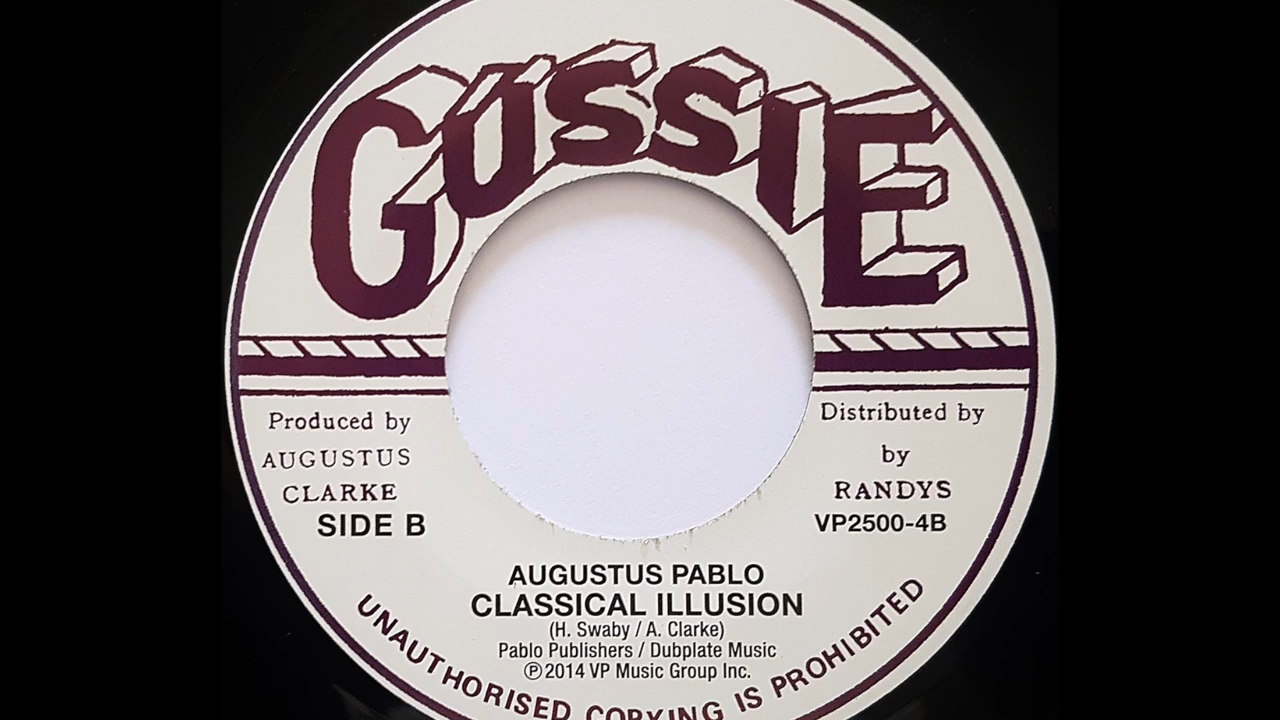 GUSSIE
Produced by
AUGUSTUS
CLARKE
SIDE B
Distributed by
by
RANDYS
VP2500-4B
AUGUSTUS PABLO
CLASSICAL ILLUSION
(H. Swaby / A. Clarke)
Pablo Publishers / Dubplate Music
℗ 2014 VP Music Group Inc.
UNAUTHORISED COPYING IS PROHIBITED